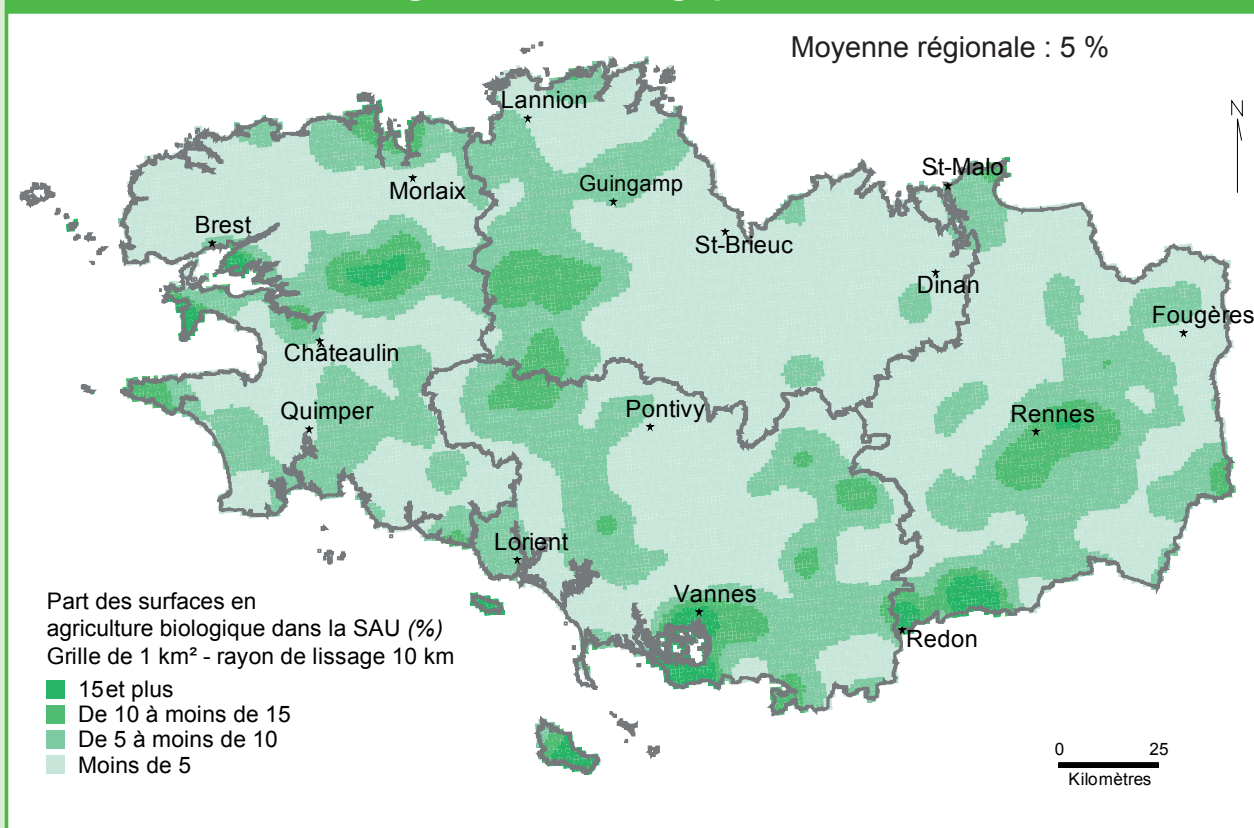 Moyenne régionale : 5 %
N
Lannion
Morlaix
Guingamp
St-Malo
Brest
St-Brieuc
Dinan
Fougères
Châteaulin
Quimper
Pontivy
Rennes
Lorient
Vannes
Redon
Part des surfaces en
agriculture biologique dans la SAU (%)
Grille de 1 km² - rayon de lissage 10 km
15 et plus
De 10 à moins de 15
De 5 à moins de 10
Moins de 5
0 25
Kilomètres